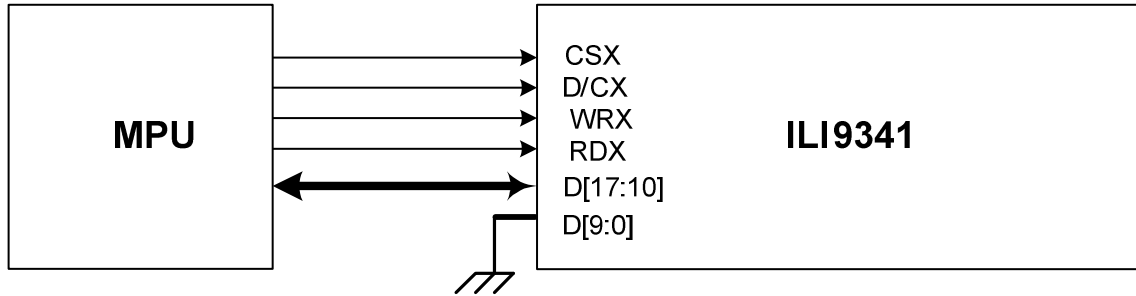 MPU
CSX
D/CX
WRX
RDX
D[17:10]
D[9:0]
ILI9341